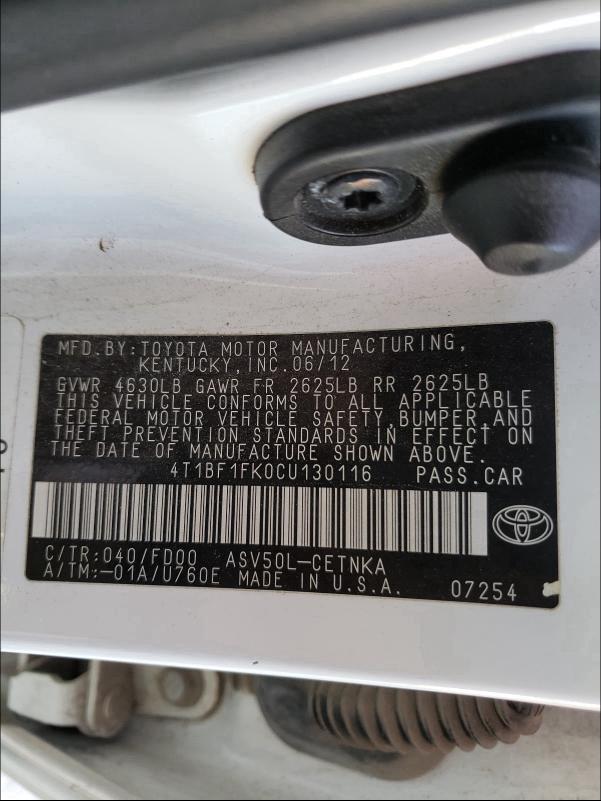 MFD.BY:TOYOTA MOTOR MANUFACTURING,
KENTUCKY,INC.06/12
GVWR 4630LB GAWR FR 2625LB RR 2625LB
THIS VEHICLE CONFORMS TO ALL APPLICABLE
FEDERAL MOTOR VEHICLE SAFETY,BUMPER,AND
THEFT PREVENTION STANDARDS IN EFFECT ON
THE DATE OF MANUFACTURE SHOWN ABOVE.
4T1BF1FK0CU130116 PASS.CAR
C/TR:040/FD00 ASV50L-CETNKA
A/TM:-01A/U760E MADE IN U.S.A. 07254